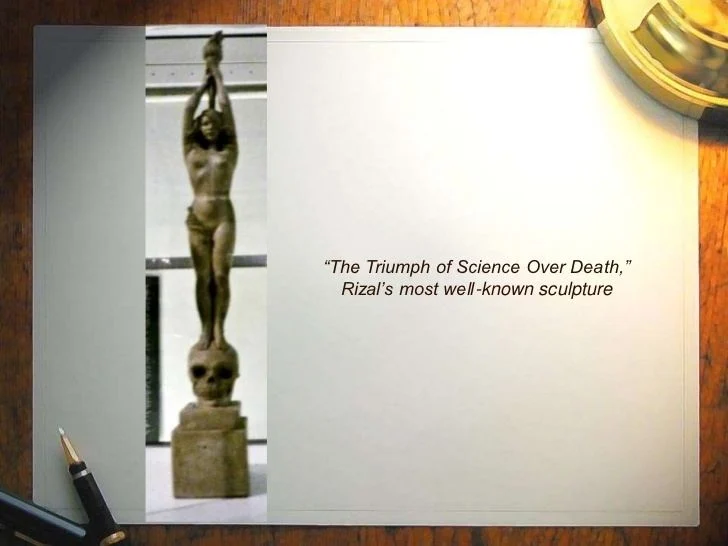 “The Triumph of Science Over Death,”
Rizal’s most well-known sculpture